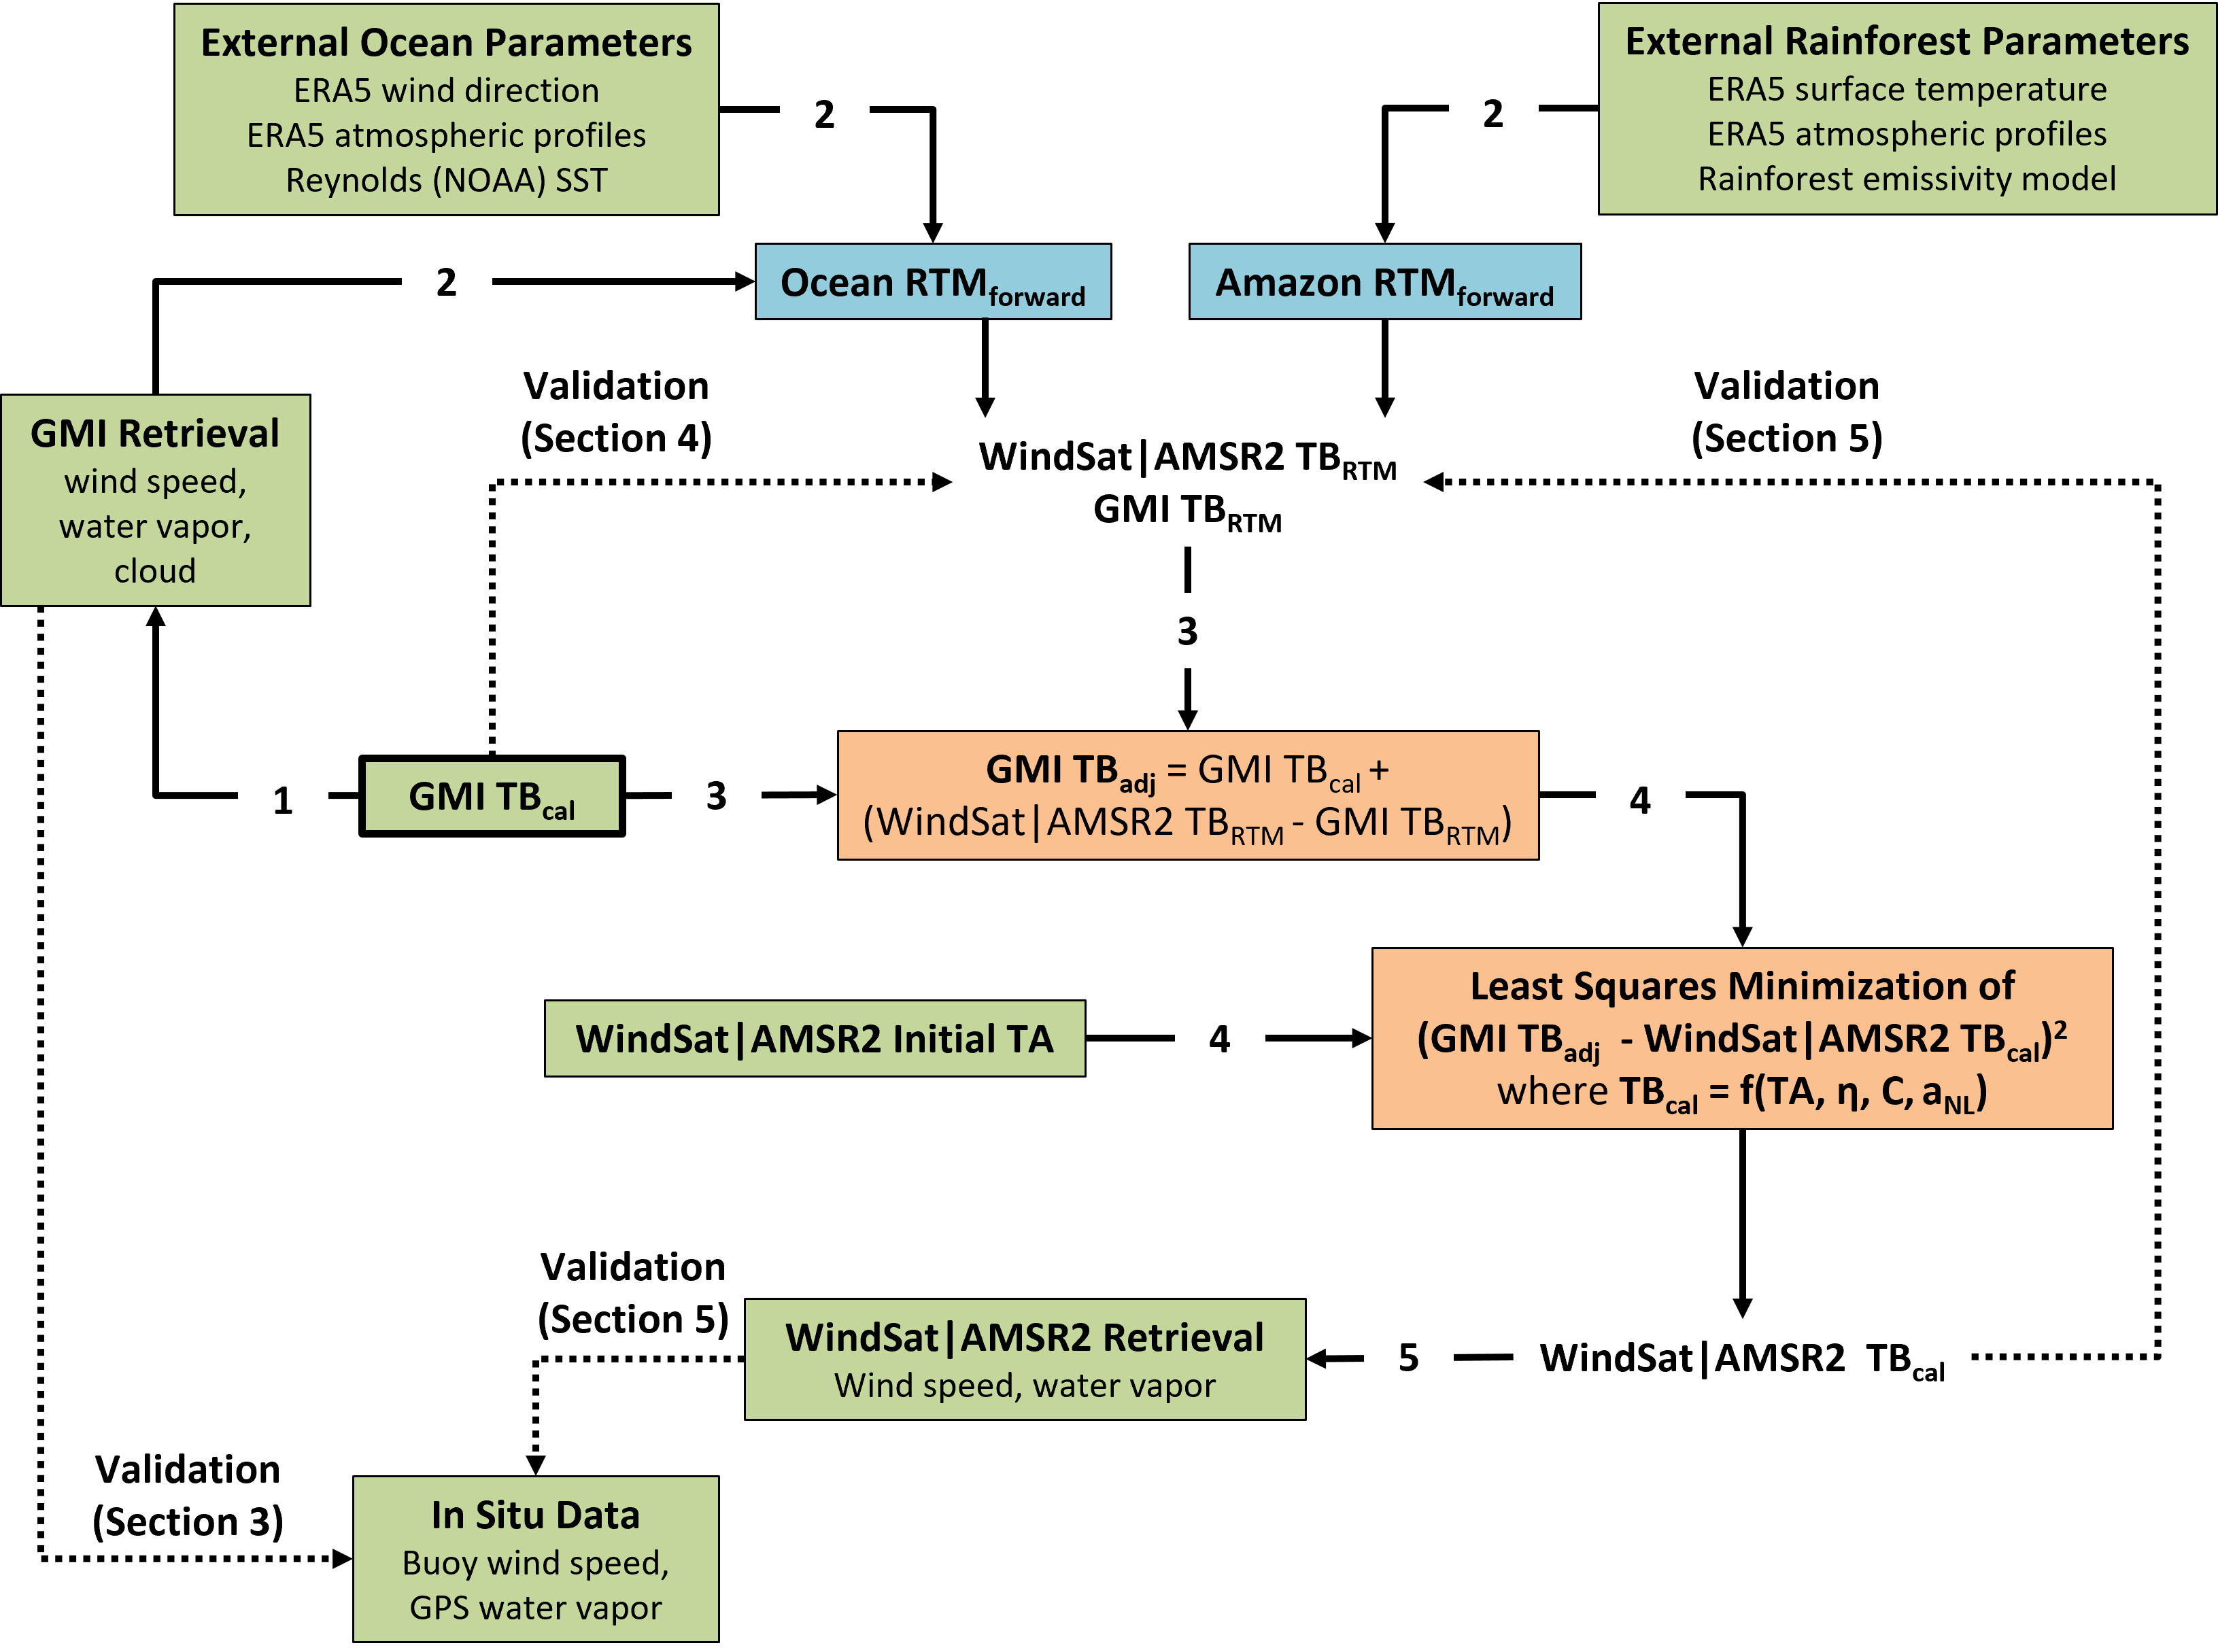 External Ocean Parameters
ERA5 wind direction
ERA5 atmospheric profiles
Reynolds (NOAA) SST
2
External Rainforest Parameters
ERA5 surface temperature
ERA5 atmospheric profiles
Rainforest emissivity model
2
2
Ocean RTMforward
Amazon RTMforward
GMI Retrieval
wind speed,
water vapor,
cloud
Validation
(Section 4)
Validation
(Section 5)
WindSat|AMSR2 TBRTM
GMI TBRTM
3
1
GMI TBcal
3
GMI TBadj = GMI TBcal +
(WindSat|AMSR2 TBRTM - GMI TBRTM)
4
WindSat|AMSR2 Initial TA
4
Least Squares Minimization of
(GMI TBadj - WindSat|AMSR2 TBcal)2
where TBcal = f(TA, η, C, aNL)
Validation
(Section 5)
WindSat|AMSR2 Retrieval
Wind speed, water vapor
5
WindSat|AMSR2 TBcal
Validation
(Section 3)
In Situ Data
Buoy wind speed,
GPS water vapor